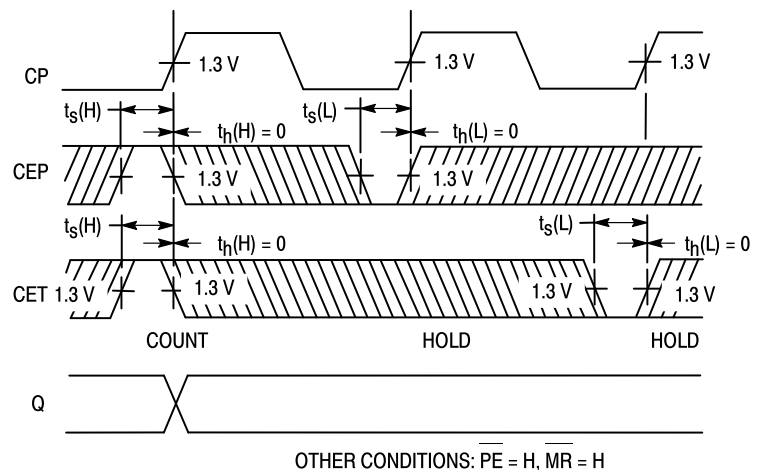 CP 1.3 V 1.3 V 1.3 V
ts(H) ts(L)
th(H) = 0 th(L) = 0
CEP 1.3 V 1.3 V
ts(H) ts(L)
th(H) = 0 th(L) = 0
CET 1.3 V 1.3 V 1.3 V 1.3 V
COUNT HOLD HOLD
Q
OTHER CONDITIONS: P̅E̅ = H, M̅R̅ = H